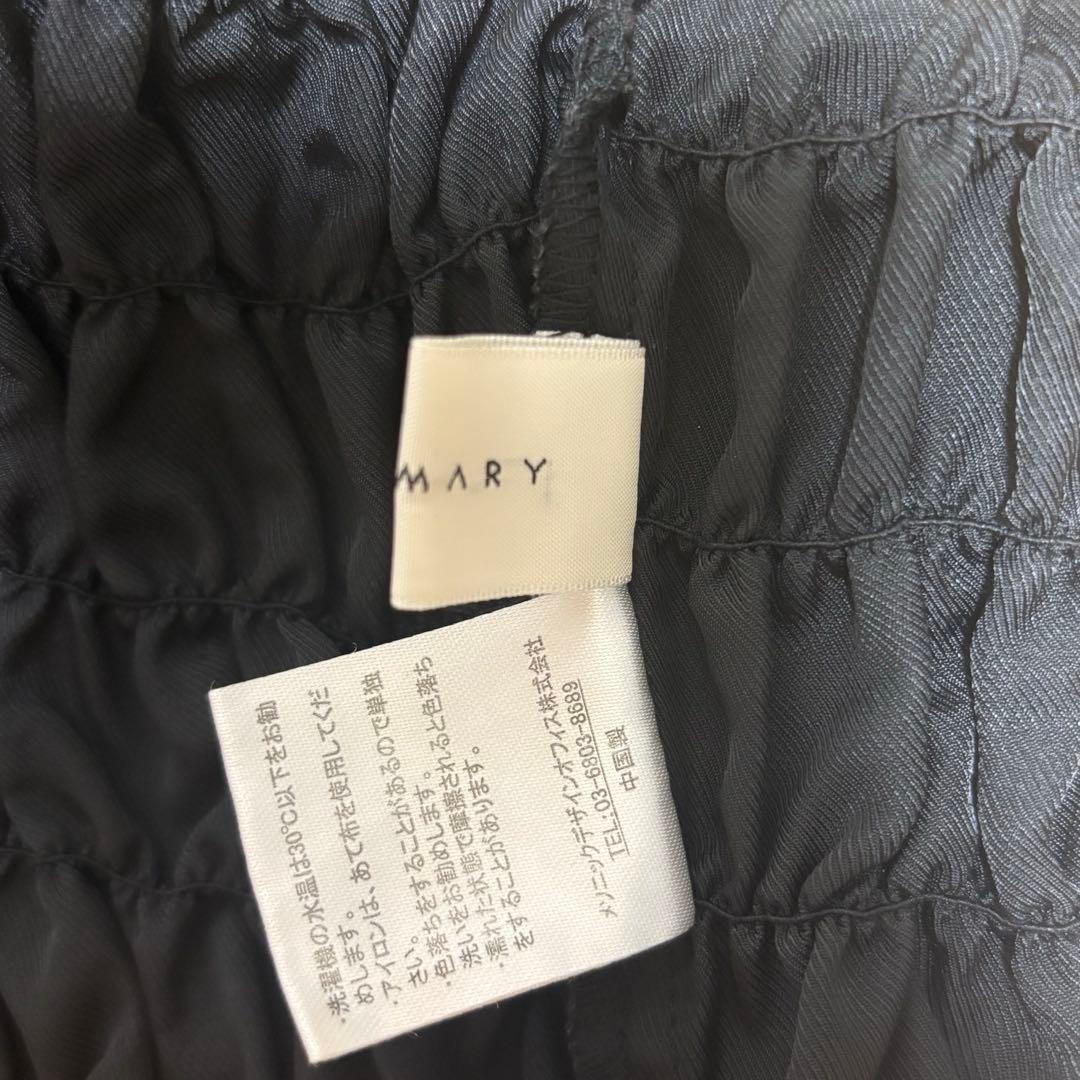 MARY
・洗濯機の水温は30℃以下をお勧
めします。
・アイロンは、あて布を使用してくだ
さい。
・色落ちをすることがあるので単独
洗いをお勧めします。
・濡れた状態で摩擦されると色落ち
をすることがあります。
メソニックデザインオフィス株式会社
TEL:03-6803-8689
中国製